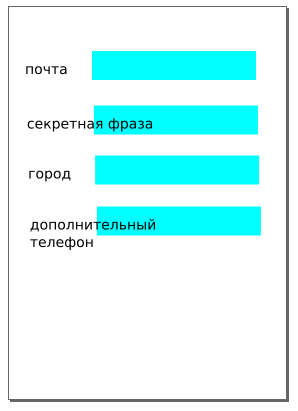 почта
секретная фраза
город
дополнительный
телефон